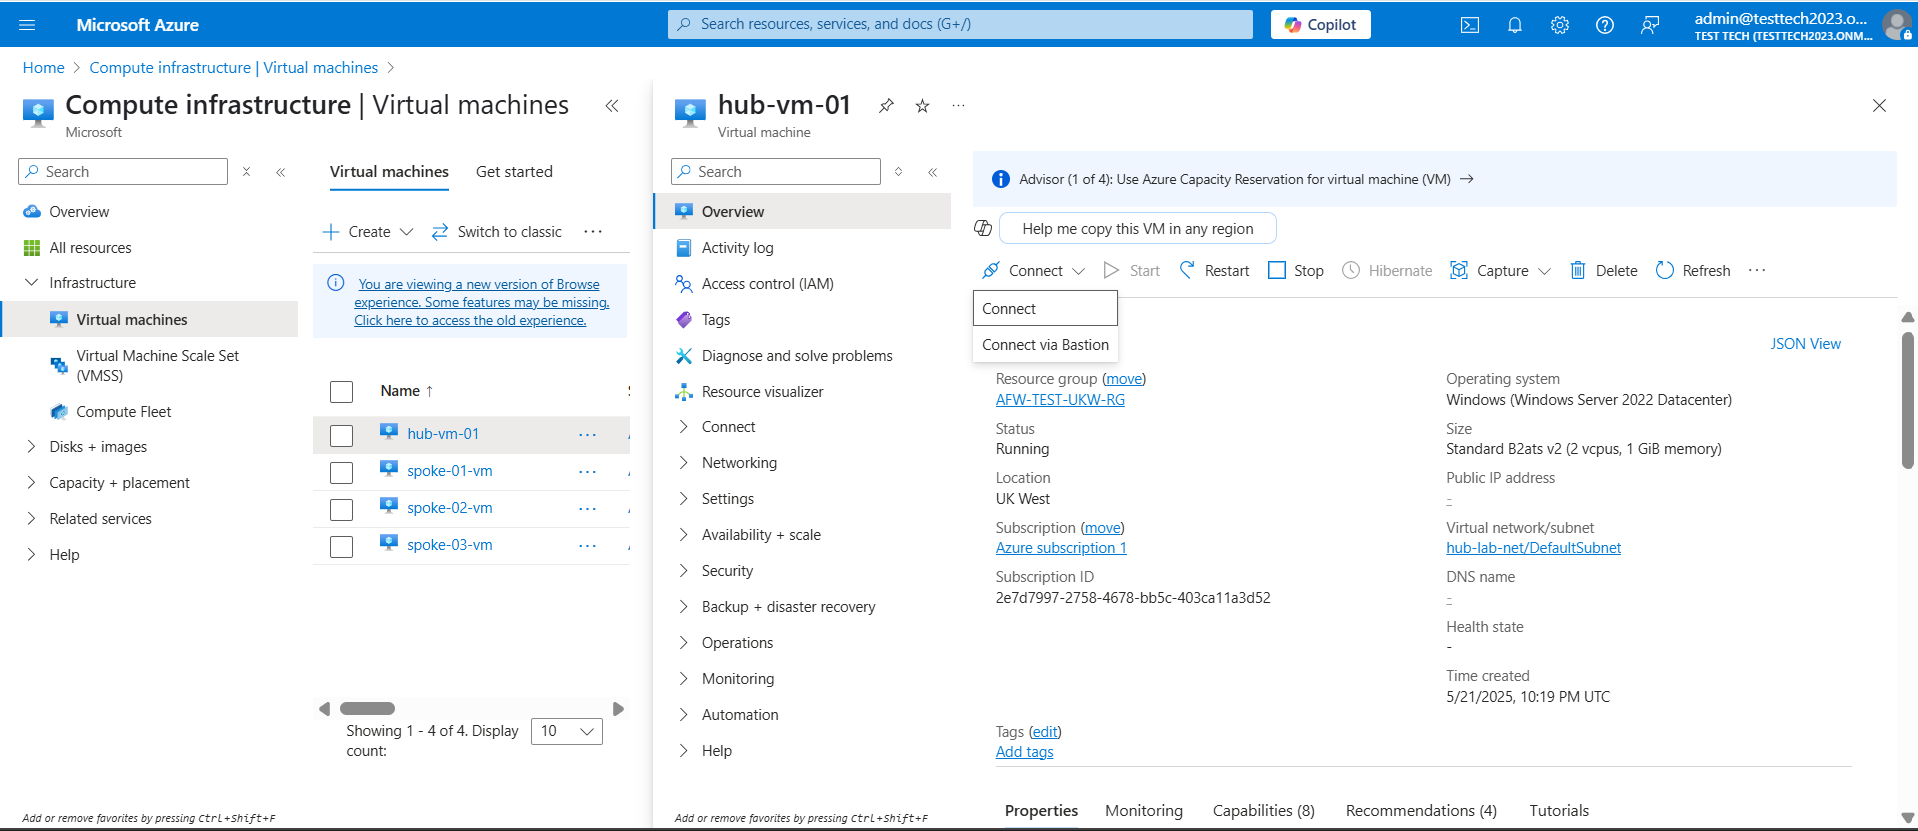 Microsoft Azure
Search resources, services, and docs (G+/)
Copilot
admin@testtech2023.o...
TEST TECH (TESTTECH2023.ONM...
Home > Compute infrastructure | Virtual machines >
Compute infrastructure | Virtual machines
Microsoft
Search
Overview
All resources
Infrastructure
Virtual machines
Virtual Machine Scale Set
(VMSS)
Compute Fleet
Disks + images
Capacity + placement
Related services
Help
Add or remove favorites by pressing Ctrl+Shift+F
Virtual machines Get started
Create Switch to classic ...
You are viewing a new version of Browse
experience. Some features may be missing.
Click here to access the old experience.
Name ↑
hub-vm-01 ...
spoke-01-vm ...
spoke-02-vm ...
spoke-03-vm ...
Showing 1 - 4 of 4. Display
count:
10
hub-vm-01 ...
Virtual machine
Search
Overview
Activity log
Access control (IAM)
Tags
Diagnose and solve problems
Resource visualizer
Connect
Networking
Settings
Availability + scale
Security
Backup + disaster recovery
Operations
Monitoring
Automation
Help
Add or remove favorites by pressing Ctrl+Shift+F
Advisor (1 of 4): Use Azure Capacity Reservation for virtual machine (VM) →
Help me copy this VM in any region
Connect Start Restart Stop Hibernate Capture Delete Refresh ...
Connect
Connect via Bastion
JSON View
Resource group (move)
AFW-TEST-UKW-RG
Status
Running
Location
UK West
Subscription (move)
Azure subscription 1
Subscription ID
2e7d7997-2758-4678-bb5c-403ca11a3d52
Operating system
Windows (Windows Server 2022 Datacenter)
Size
Standard B2ats v2 (2 vcpus, 1 GiB memory)
Public IP address
-
Virtual network/subnet
hub-lab-net/DefaultSubnet
DNS name
-
Health state
-
Time created
5/21/2025, 10:19 PM UTC
Tags (edit)
Add tags
Properties Monitoring Capabilities (8) Recommendations (4) Tutorials